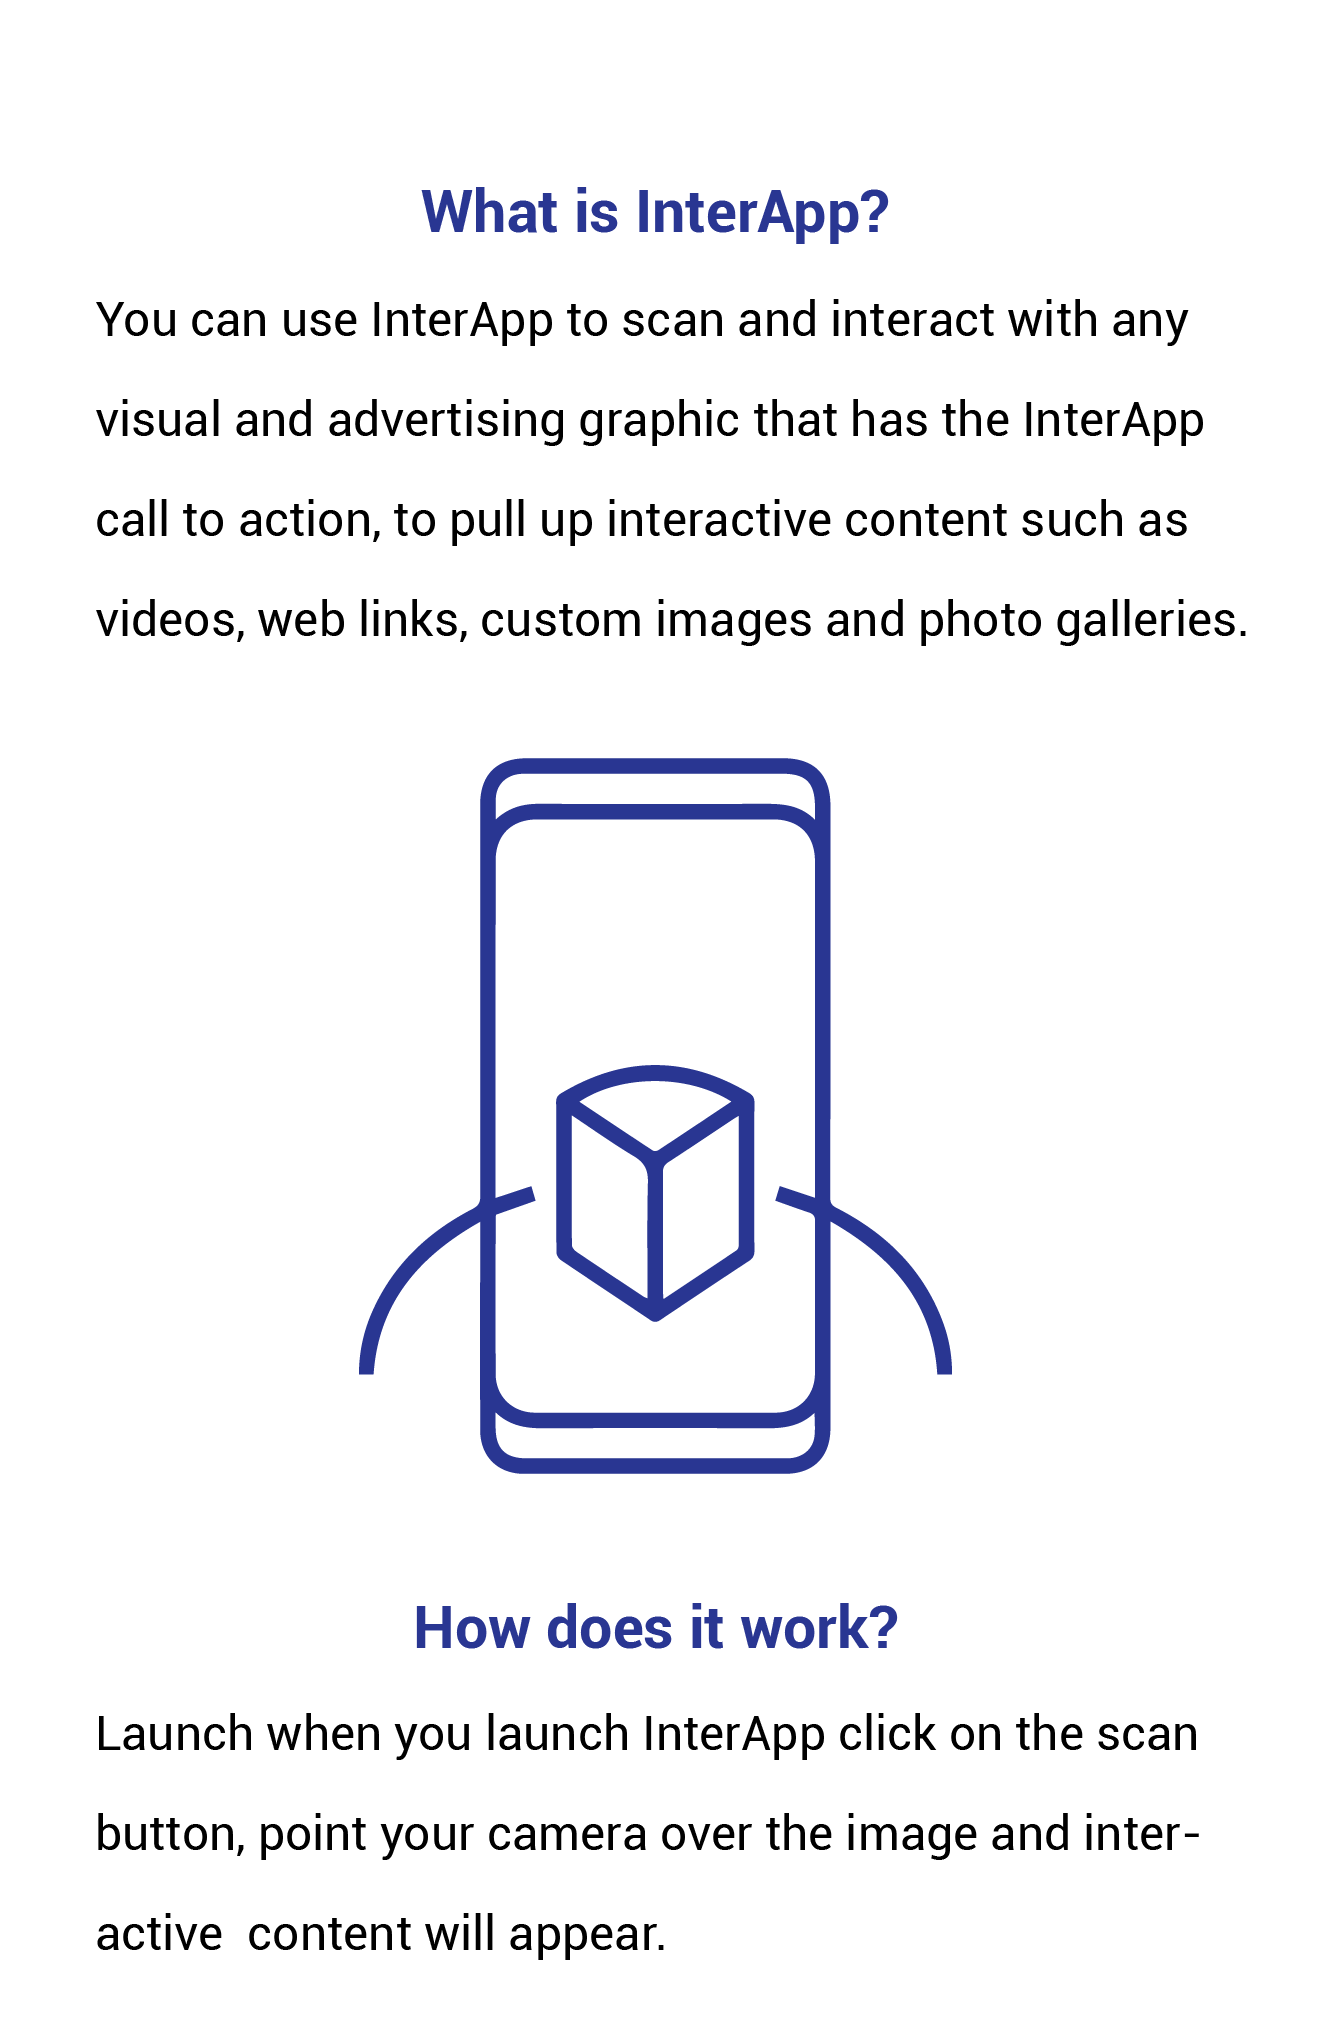 What is InterApp?
You can use InterApp to scan and interact with any
visual and advertising graphic that has the InterApp
call to action, to pull up interactive content such as
videos, web links, custom images and photo galleries.
How does it work?
Launch when you launch InterApp click on the scan
button, point your camera over the image and inter-
active  content will appear.